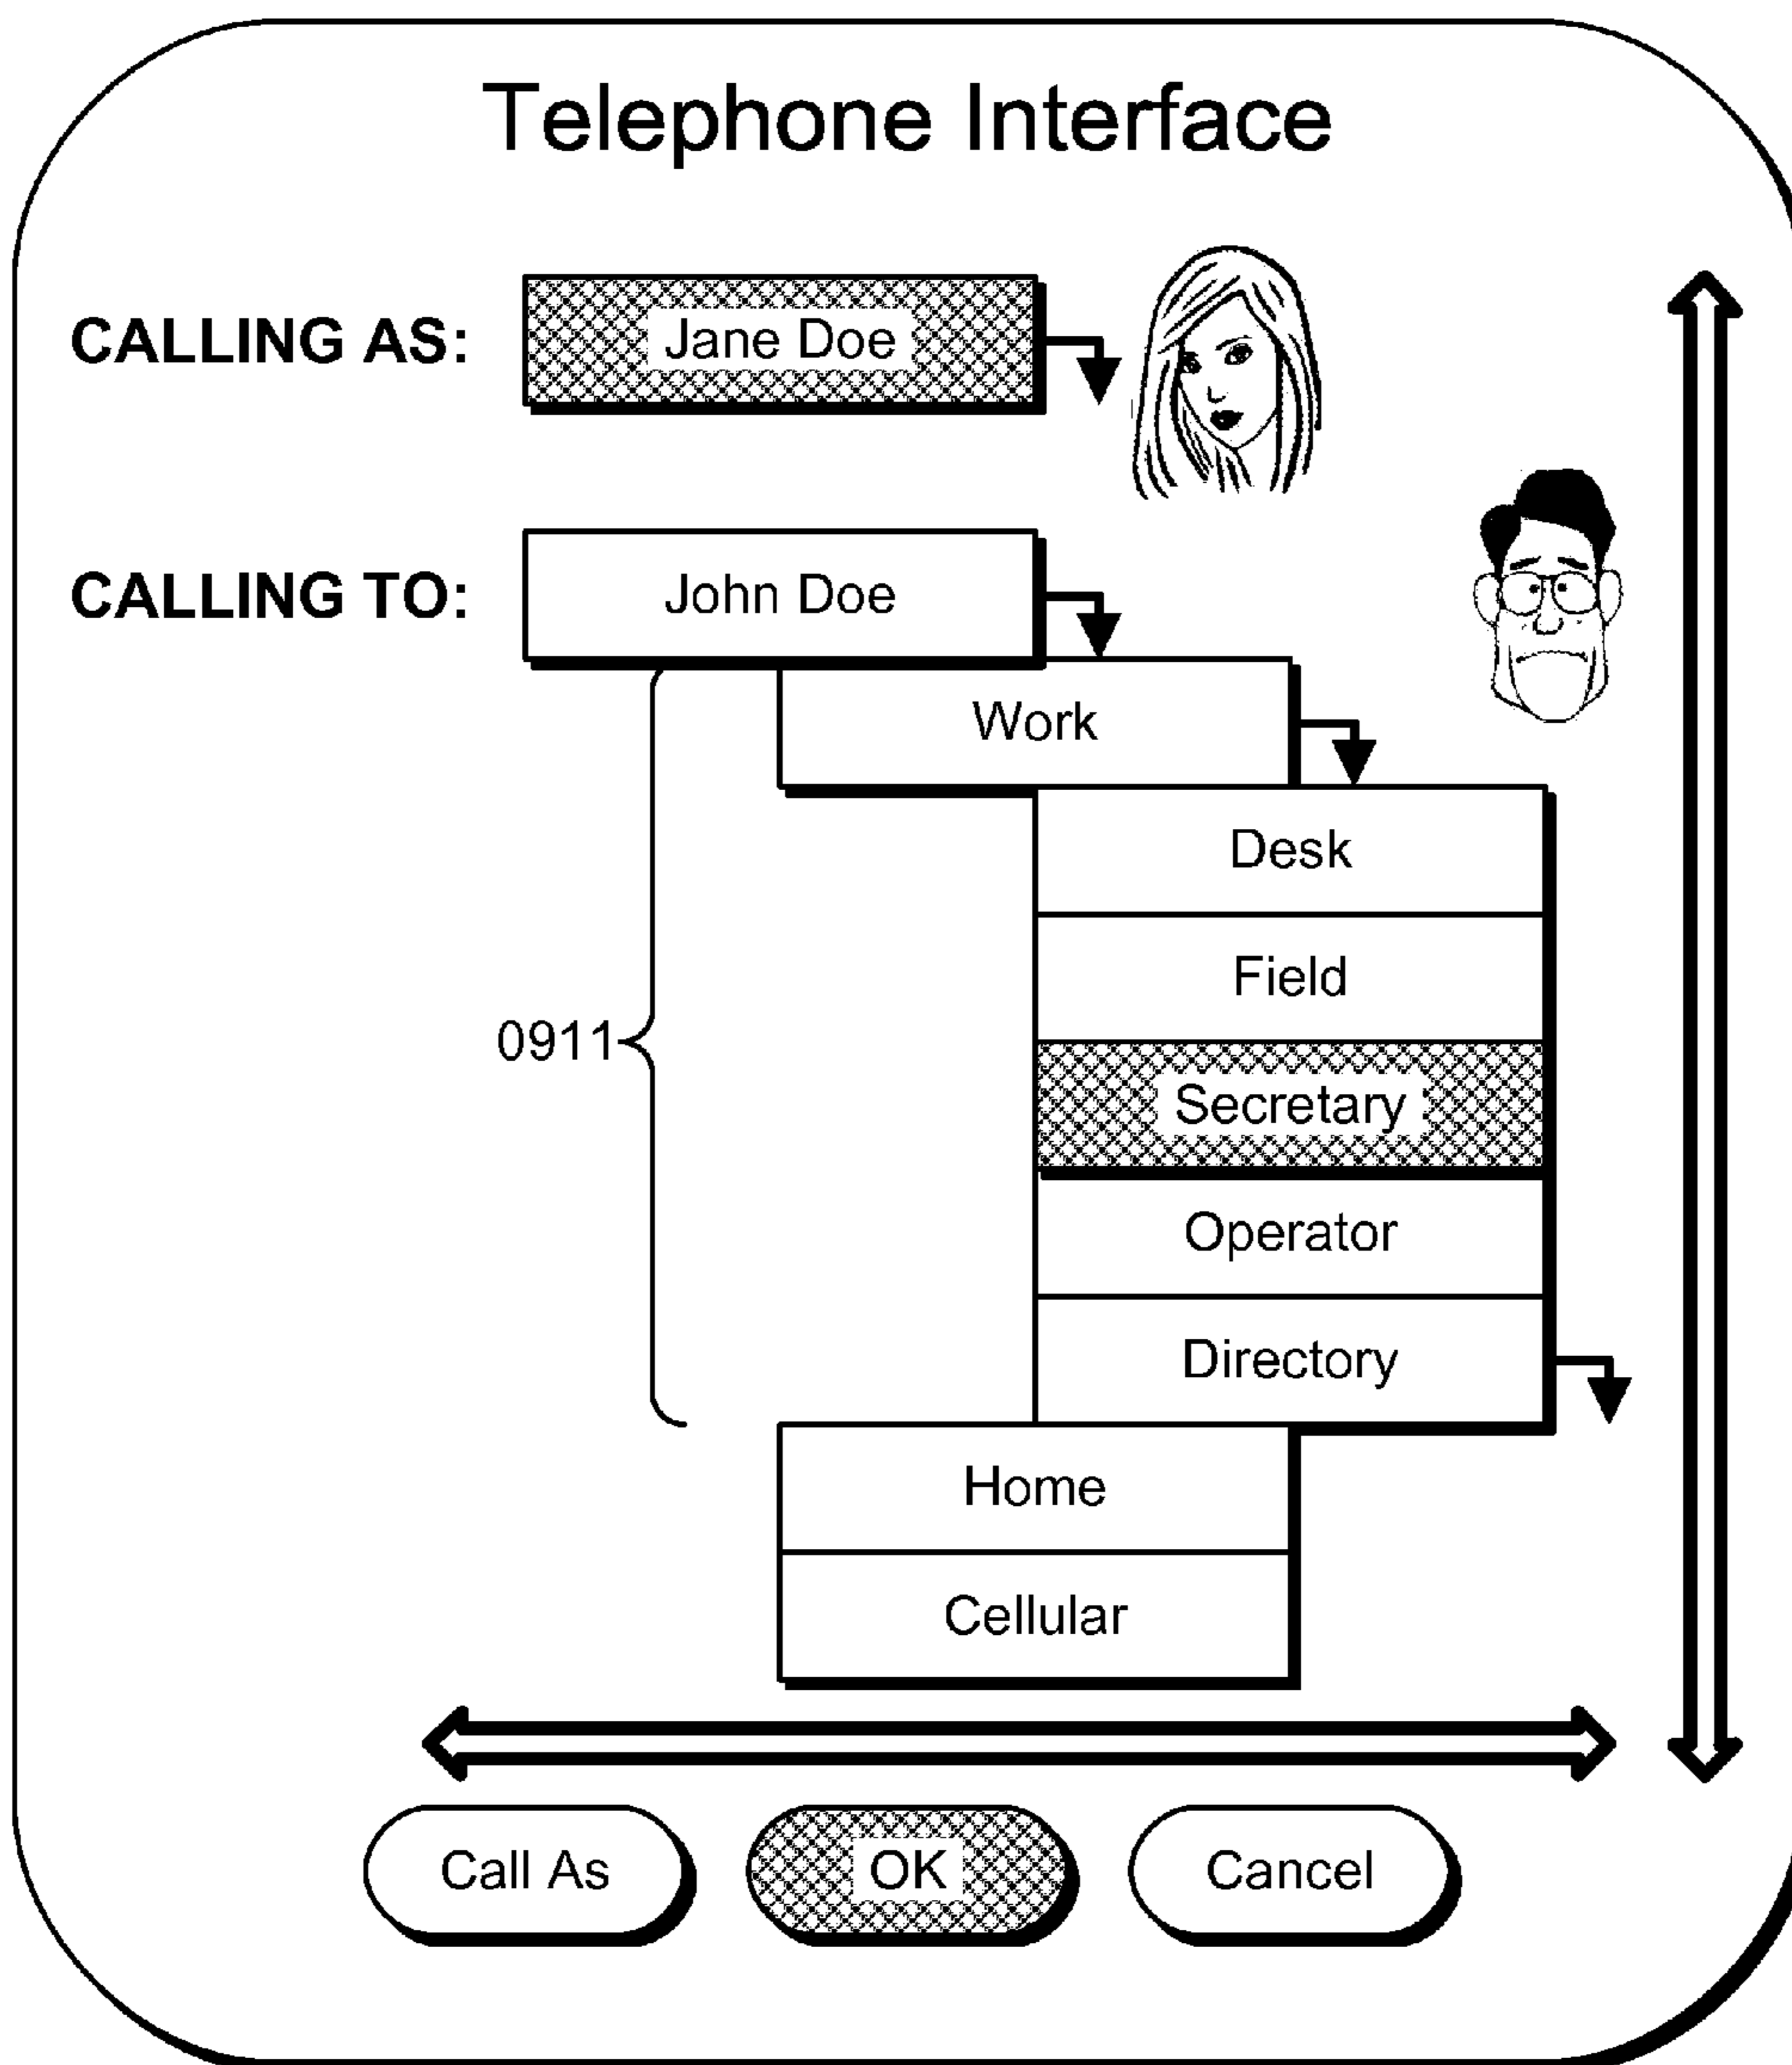 Telephone Interface
CALLING AS: Jane Doe
CALLING TO: John Doe
Work
Desk
Field
0911
Secretary
Operator
Directory
Home
Cellular
Call As OK Cancel